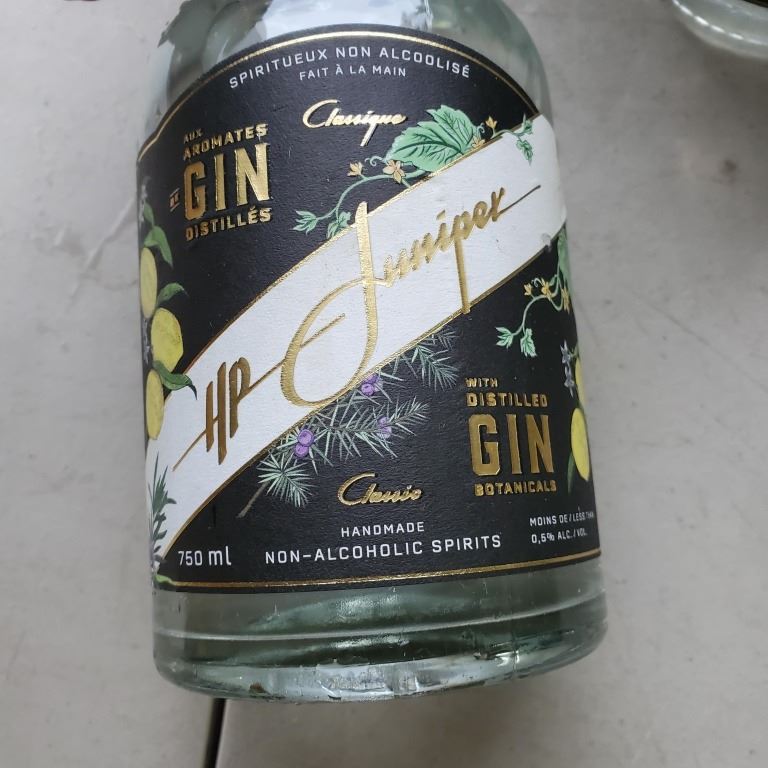 SPIRITUEUX NON ALCOOLISÉ
FAIT À LA MAIN
Classique
AUX
AROMATES
DE GIN
DISTILLÉS
HP Juniper
WITH
DISTILLED
GIN
BOTANICALS
Classic
HANDMADE
NON-ALCOHOLIC SPIRITS
750 ml
MOINS DE / LESS THAN
0,5% ALC. / VOL.